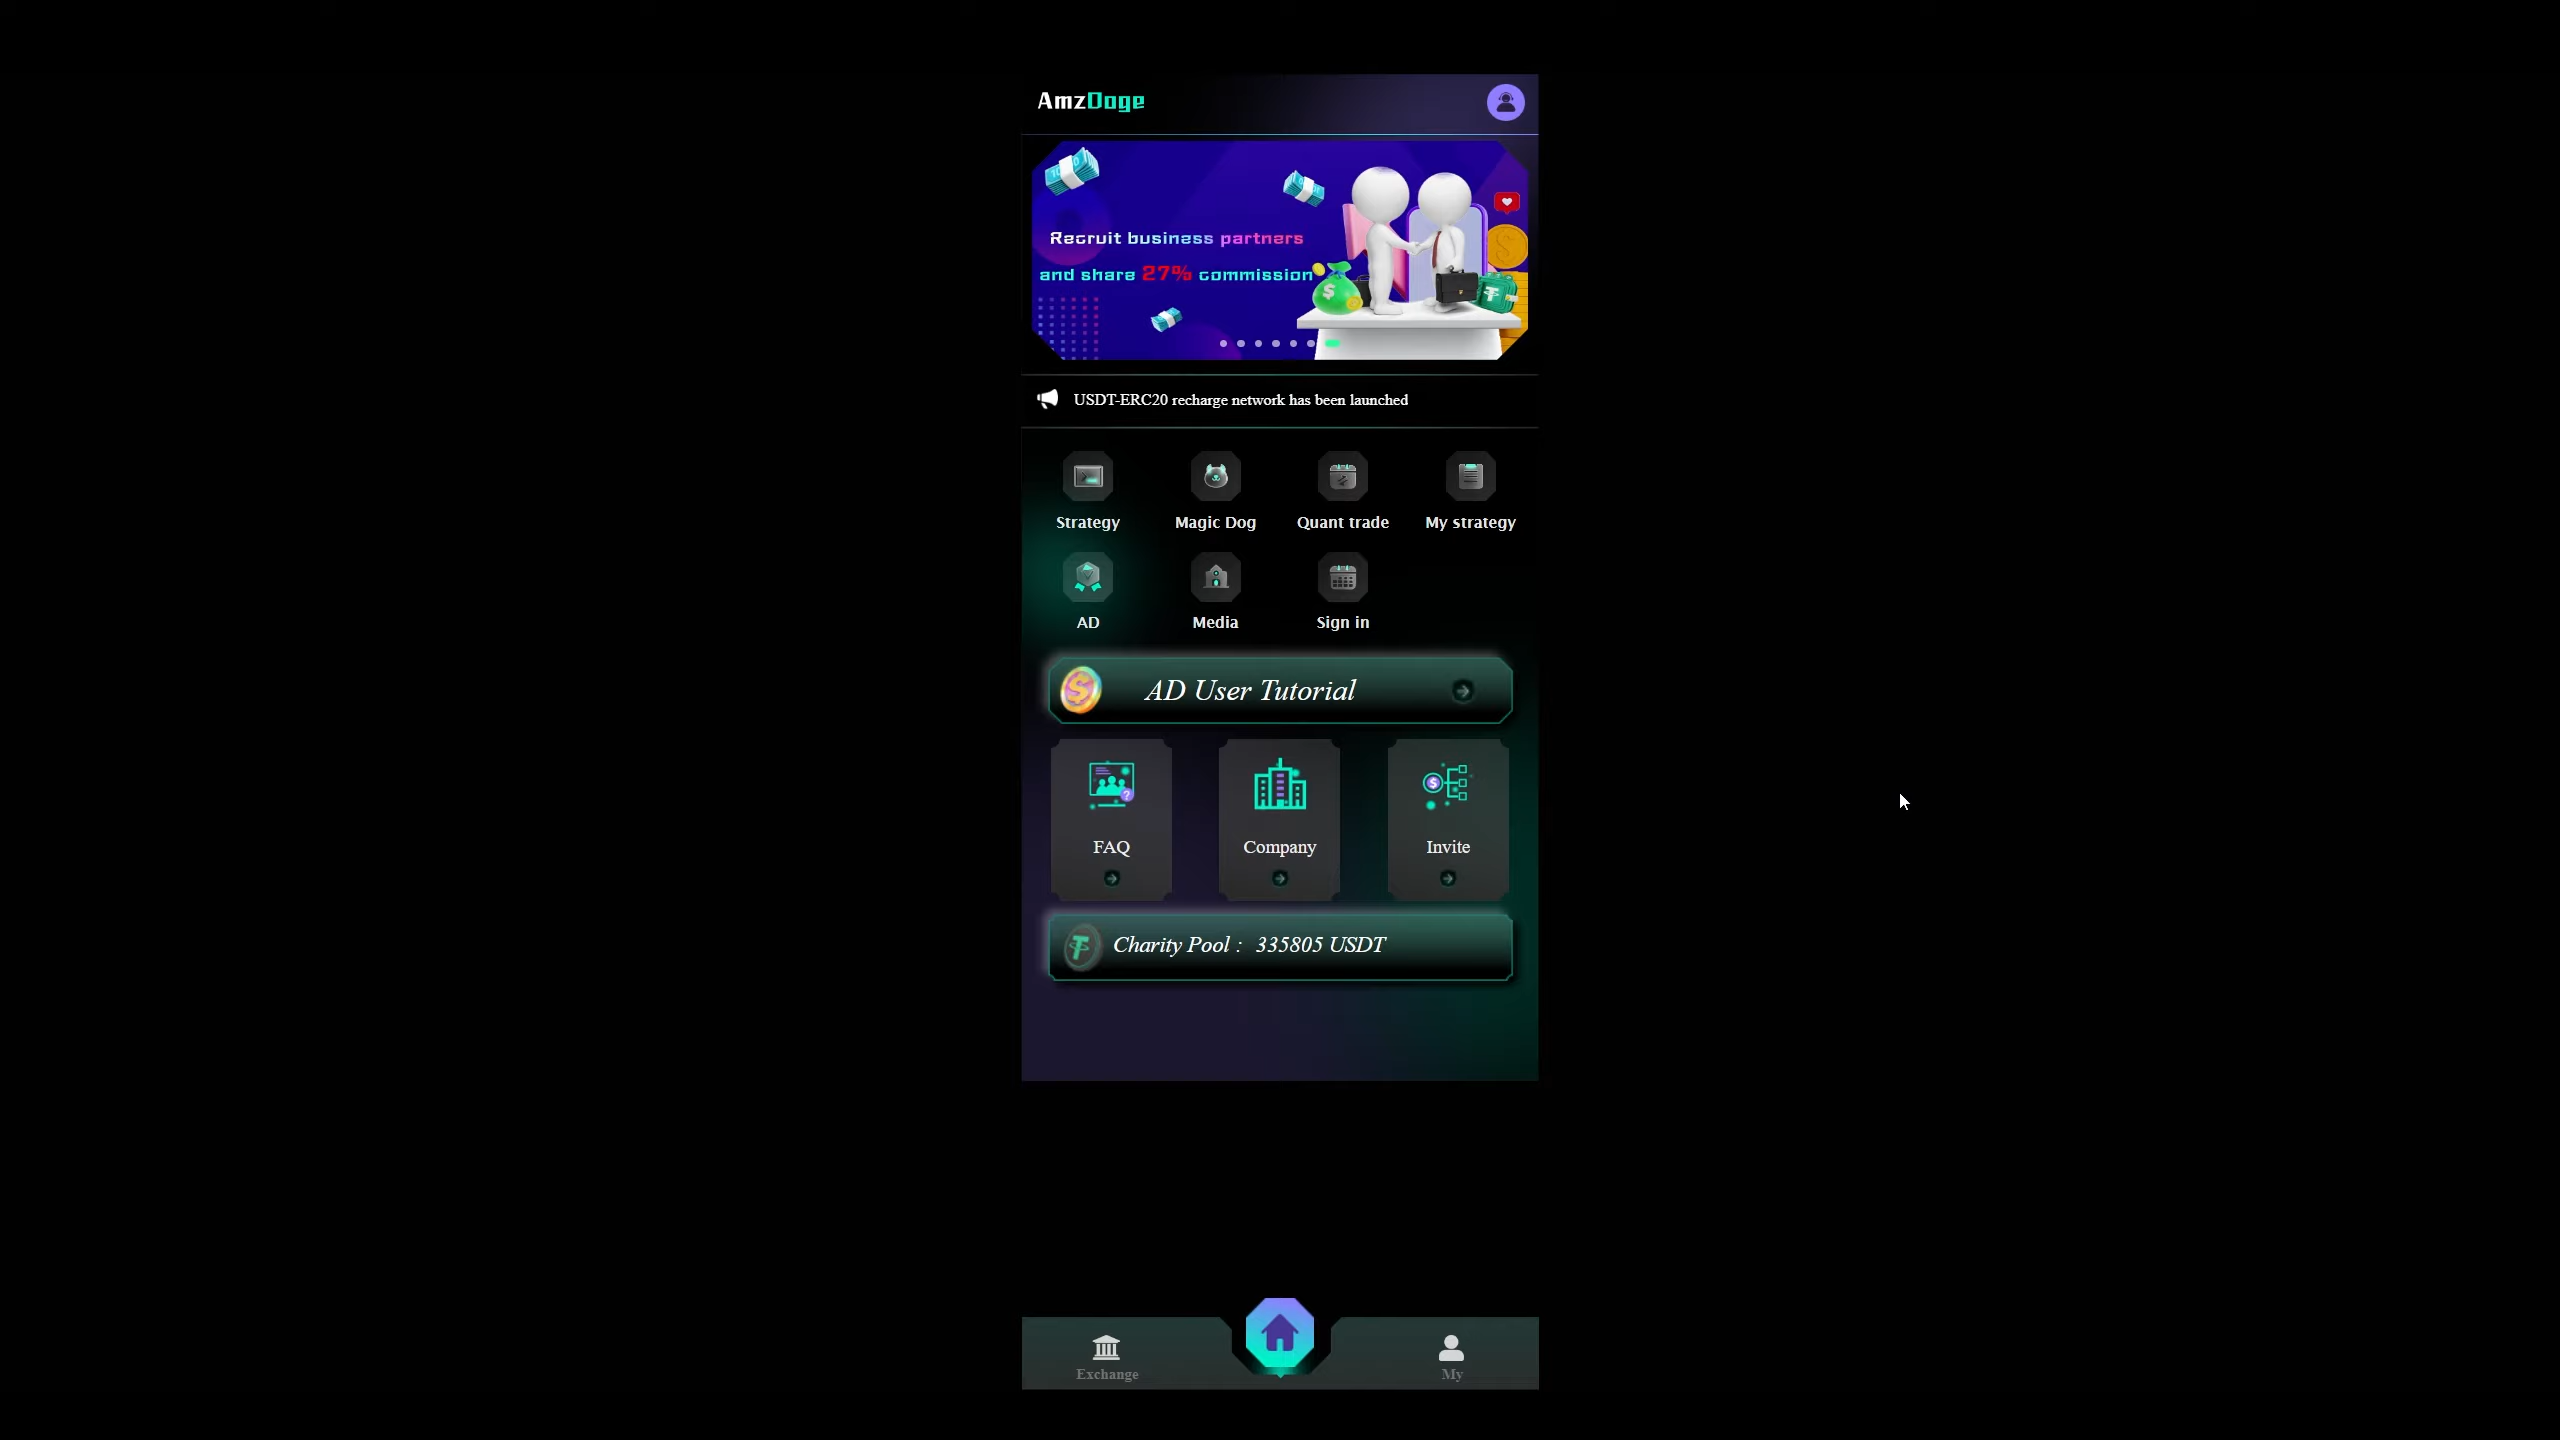 AmzDoge
Recruit business partners
and share 27% commission
USDT-ERC20 recharge network has been launched
Strategy
Magic Dog
Quant trade
My strategy
AD
Media
Sign in
AD User Tutorial
FAQ
Company
Invite
Charity Pool : 335805 USDT
Exchange
My